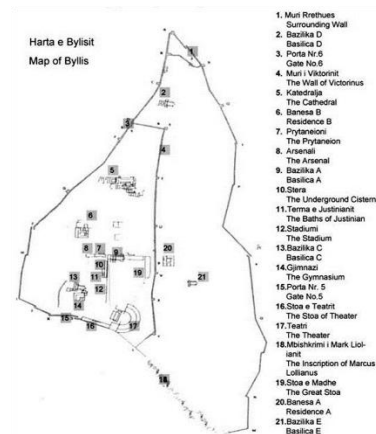 Harta e Bylisit
Map of Byllis
1. Muri Rrethues
Surrounding Wall
2. Bazilika D
Basilica D
3. Porta Nr.6
Gate No.6
4. Muri i Viktorinit
The Wall of Victorinus
5. Katedralja
The Cathedral
6. Banesa B
Residence B
7. Prytaneioni
The Prytaneion
8. Arsenali
The Arsenal
9. Bazilika A
Basilica A
10. Stera
The Underground Cistern
11. Terma e Justinianit
The Baths of Justinian
12. Stadiumi
The Stadium
13. Bazilika C
Basilica C
14. Gjimnazi
The Gymnasium
15. Porta Nr. 5
Gate No.5
16. Stoa e Teatrit
The Stoa of Theater
17. Teatri
The Theater
18. Mbishkrimi i Mark Liol-
ianit
The Inscription of Marcus
Lollianus
19. Stoa e Madhe
The Great Stoa
20. Banesa A
Residence A
21. Bazilika E
Basilica E
1
2
3
4
5
6
8
7
9
10
20
19
11
13
12
21
14
15
16
17
18